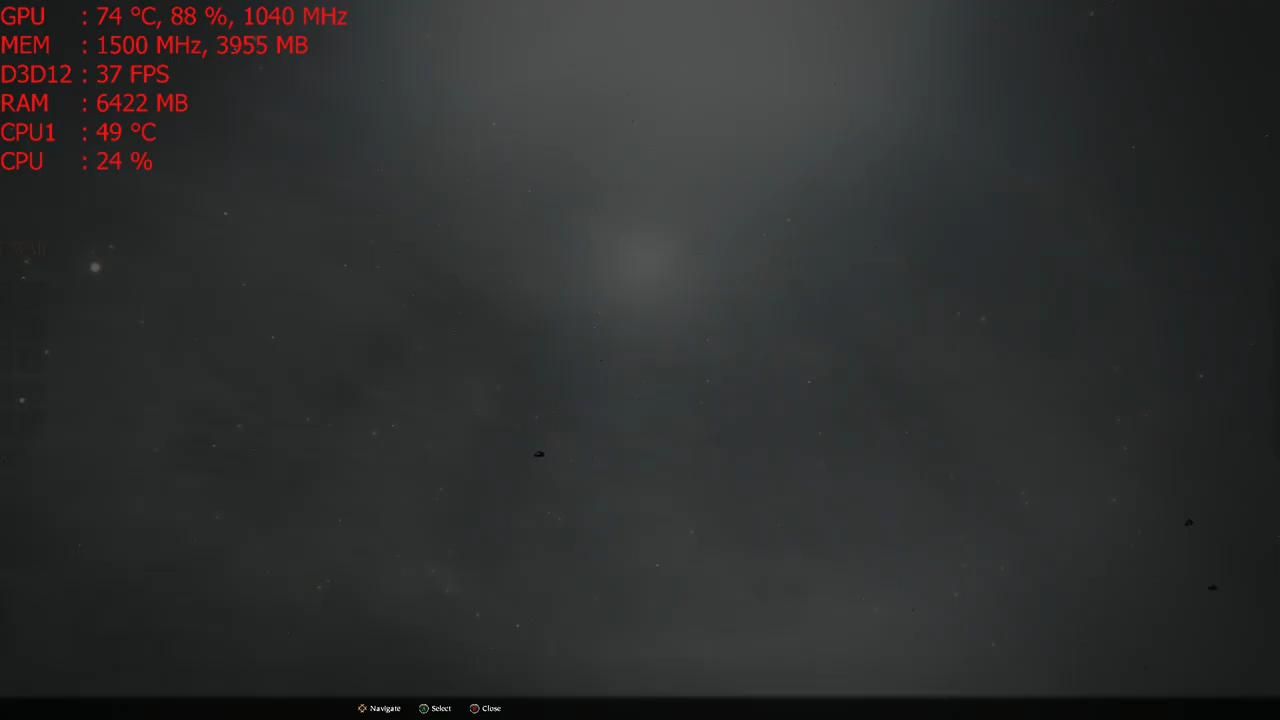 GPU : 74 °C, 88 %, 1040 MHz
MEM : 1500 MHz, 3955 MB
D3D12 : 37 FPS
RAM : 6422 MB
CPU1 : 49 °C
CPU : 24 %
Navigate Select Close